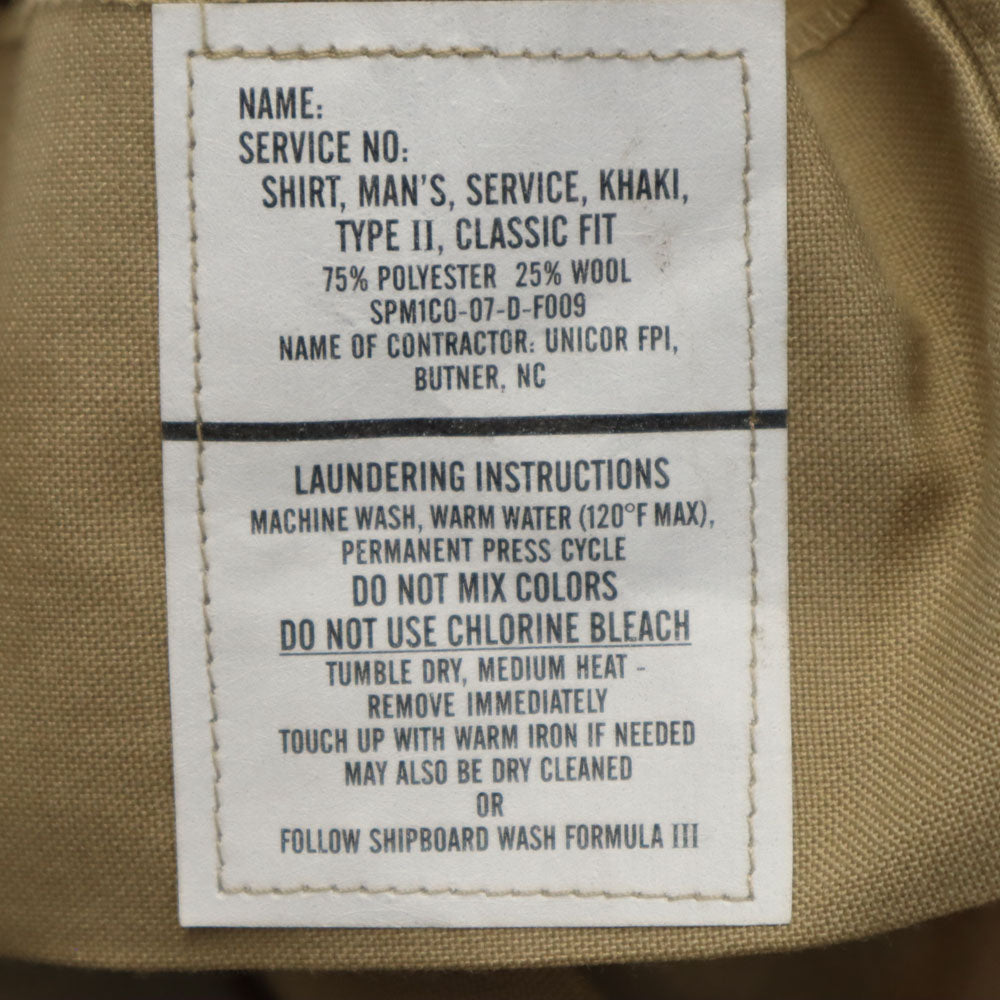 NAME:
SERVICE NO:
SHIRT, MAN'S, SERVICE, KHAKI,
TYPE II, CLASSIC FIT
75% POLYESTER 25% WOOL
SPM1C0-07-D-F009
NAME OF CONTRACTOR: UNICOR FPI,
BUTNER, NC
LAUNDERING INSTRUCTIONS
MACHINE WASH, WARM WATER (120°F MAX),
PERMANENT PRESS CYCLE
DO NOT MIX COLORS
DO NOT USE CHLORINE BLEACH
TUMBLE DRY, MEDIUM HEAT -
REMOVE IMMEDIATELY
TOUCH UP WITH WARM IRON IF NEEDED
MAY ALSO BE DRY CLEANED
OR
FOLLOW SHIPBOARD WASH FORMULA III